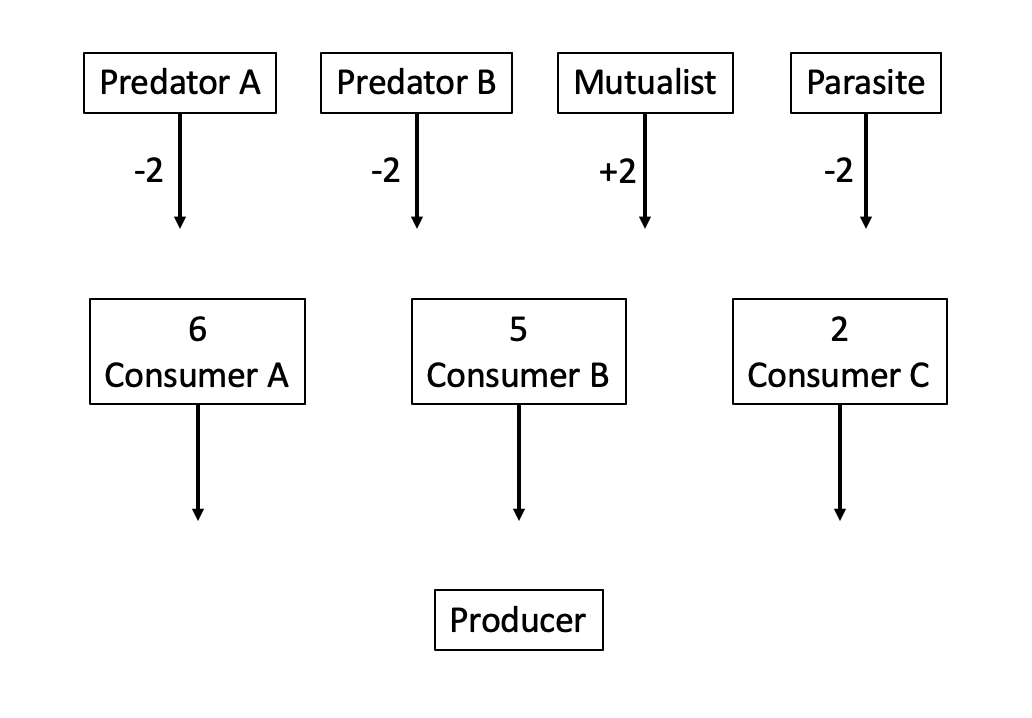 Predator A
Predator B
Mutualist
Parasite
-2
-2
+2
-2
6
Consumer A
5
Consumer B
2
Consumer C
Producer